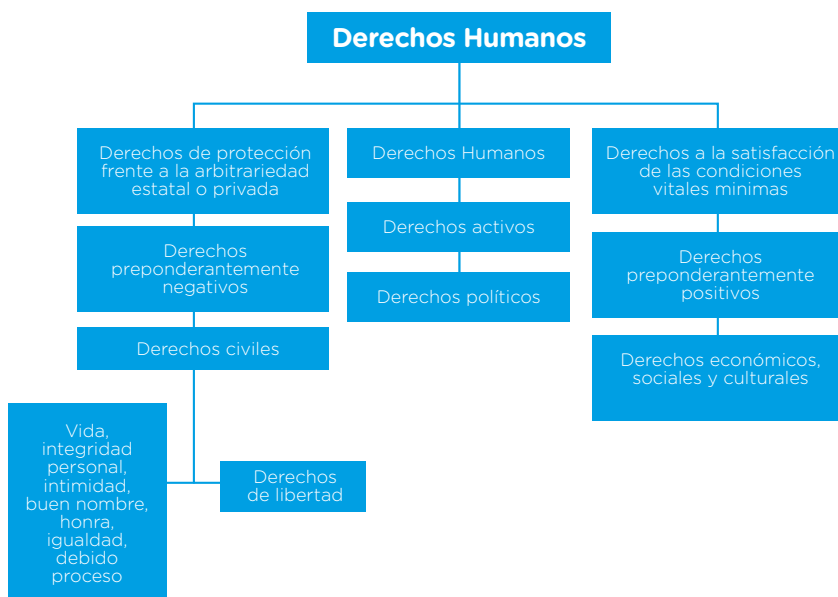 Derechos Humanos
Derechos de protección
frente a la arbitrariedad
estatal o privada
Derechos
preponderantemente
negativos
Derechos civiles
Vida,
integridad
personal,
intimidad,
buen nombre,
honra,
igualdad,
debido
proceso
Derechos
de libertad
Derechos Humanos
Derechos activos
Derechos políticos
Derechos a la satisfacción
de las condiciones
vitales minimas
Derechos
preponderantemente
positivos
Derechos económicos,
sociales y culturales